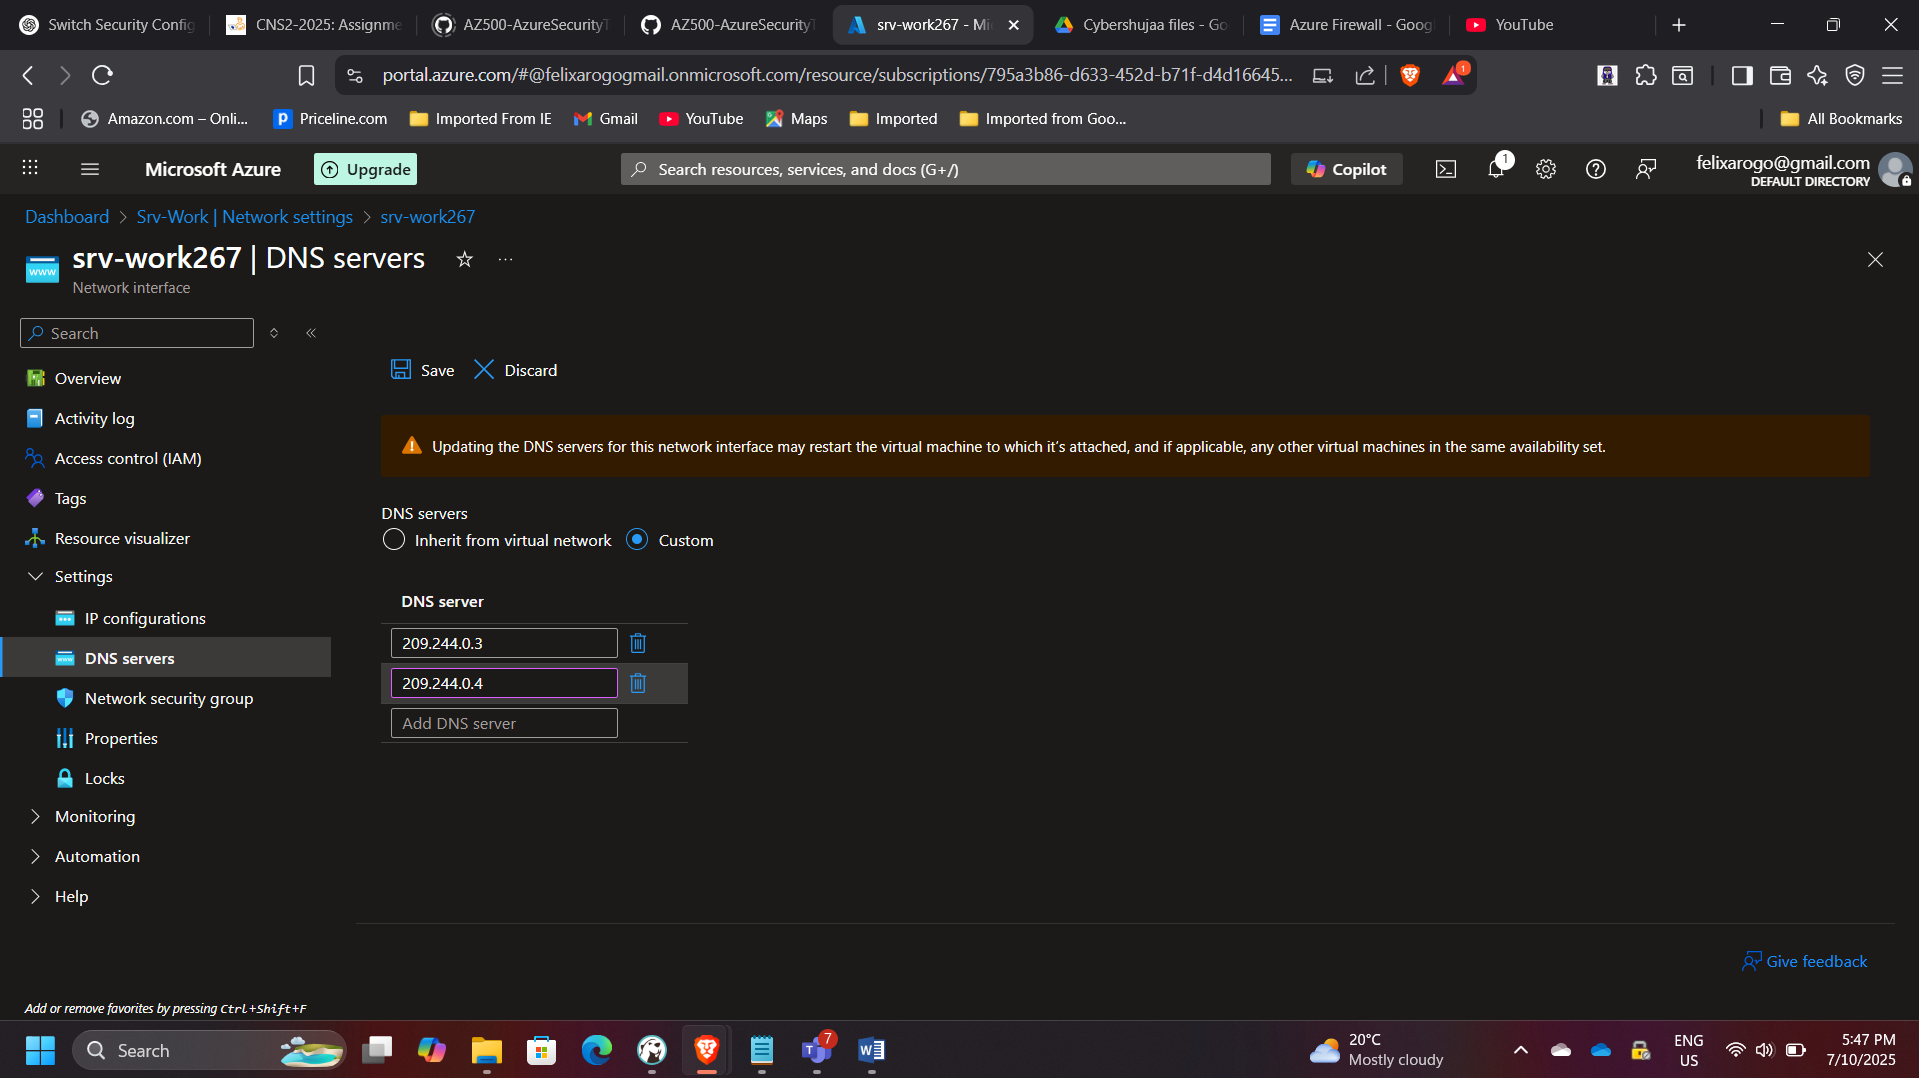 Switch Security Config
CNS2-2025: Assignme
AZ500-AzureSecurityT
AZ500-AzureSecurityT
srv-work267 - Mi
Cybershujaa files - Go
Azure Firewall - Goog
YouTube
portal.azure.com/#@felixarogogmail.onmicrosoft.com/resource/subscriptions/795a3b86-d633-452d-b71f-d4d16645...
1
Amazon.com – Onli...
Priceline.com
Imported From IE
Gmail
YouTube
Maps
Imported
Imported from Goo...
All Bookmarks
Microsoft Azure
Upgrade
Search resources, services, and docs (G+/)
Copilot
1
felixarogo@gmail.com
DEFAULT DIRECTORY
Dashboard > Srv-Work | Network settings > srv-work267
www
srv-work267 | DNS servers
Network interface
Search
Overview
Activity log
Access control (IAM)
Tags
Resource visualizer
Settings
IP configurations
DNS servers
Network security group
Properties
Locks
Monitoring
Automation
Help
Save
Discard
Updating the DNS servers for this network interface may restart the virtual machine to which it's attached, and if applicable, any other virtual machines in the same availability set.
DNS servers
Inherit from virtual network
Custom
DNS server
209.244.0.3
209.244.0.4
Add DNS server
Give feedback
Add or remove favorites by pressing Ctrl+Shift+F
Search
7
20°C
Mostly cloudy
ENG
US
5:47 PM
7/10/2025